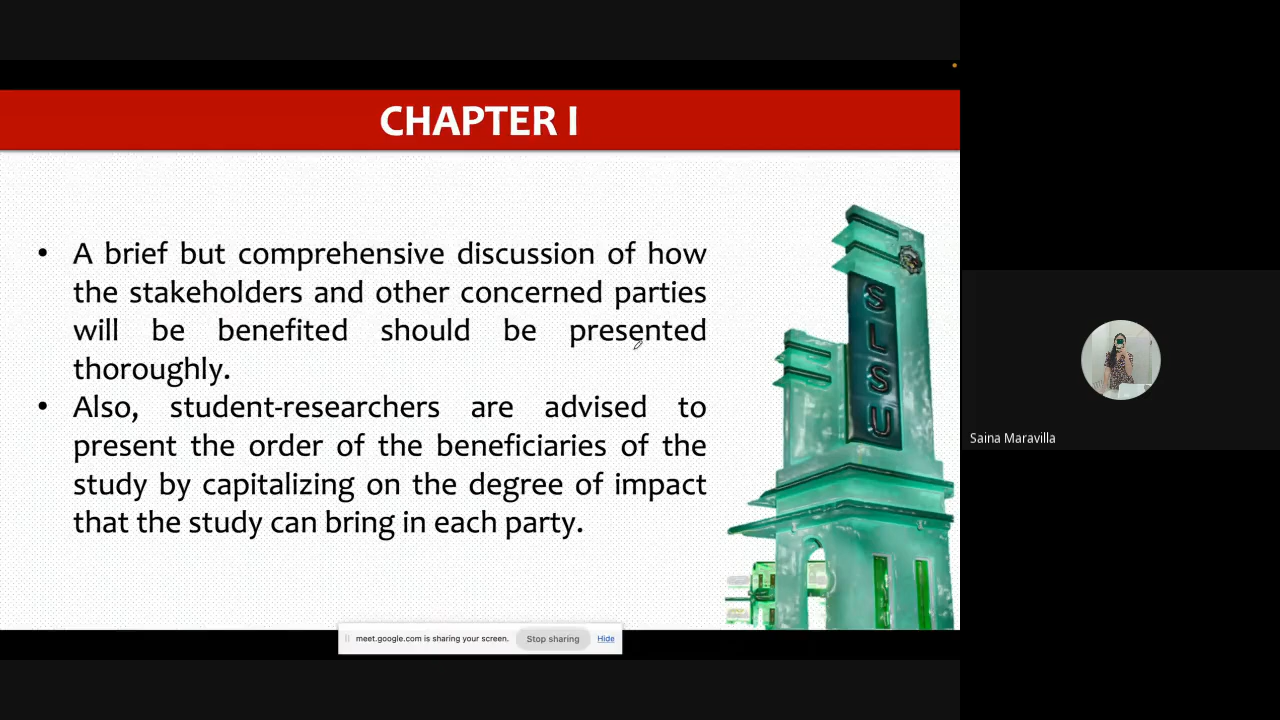 CHAPTER I
• A brief but comprehensive discussion of how
the stakeholders and other concerned parties
will be benefited should be presented
thoroughly.
• Also, student-researchers are advised to
present the order of the beneficiaries of the
study by capitalizing on the degree of impact
that the study can bring in each party.
SLSU
Saina Maravilla
meet.google.com is sharing your screen. Stop sharing Hide